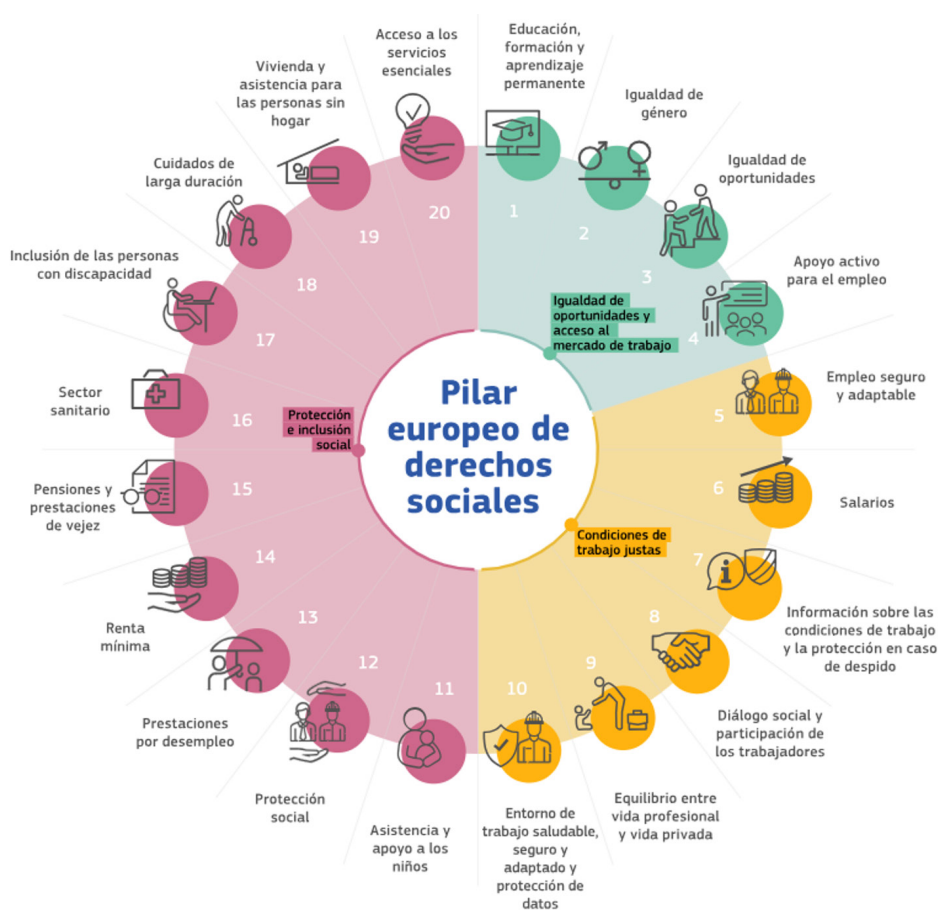 Pilar
europeo de
derechos
sociales
Igualdad de
oportunidades y
acceso al
mercado de trabajo
1
Educación,
formación y
aprendizaje
permanente
2
Igualdad de
género
3
Igualdad de
oportunidades
4
Apoyo activo
para el empleo
Condiciones de
trabajo justas
5
Empleo seguro
y adaptable
6
Salarios
7
Información sobre las
condiciones de trabajo
y la protección en caso
de despido
8
Diálogo social y
participación de
los trabajadores
9
Equilibrio entre
vida profesional
y vida privada
10
Entorno de
trabajo saludable,
seguro y
adaptado y
protección de
datos
Protección
e inclusión
social
11
Asistencia y
apoyo a los
niños
12
Protección
social
13
Prestaciones
por desempleo
14
Renta
mínima
15
Pensiones y
prestaciones
de vejez
16
Sector
sanitario
17
Inclusión de las personas
con discapacidad
18
Cuidados de
larga duración
19
Vivienda y
asistencia para
las personas sin
hogar
20
Acceso a los
servicios
esenciales